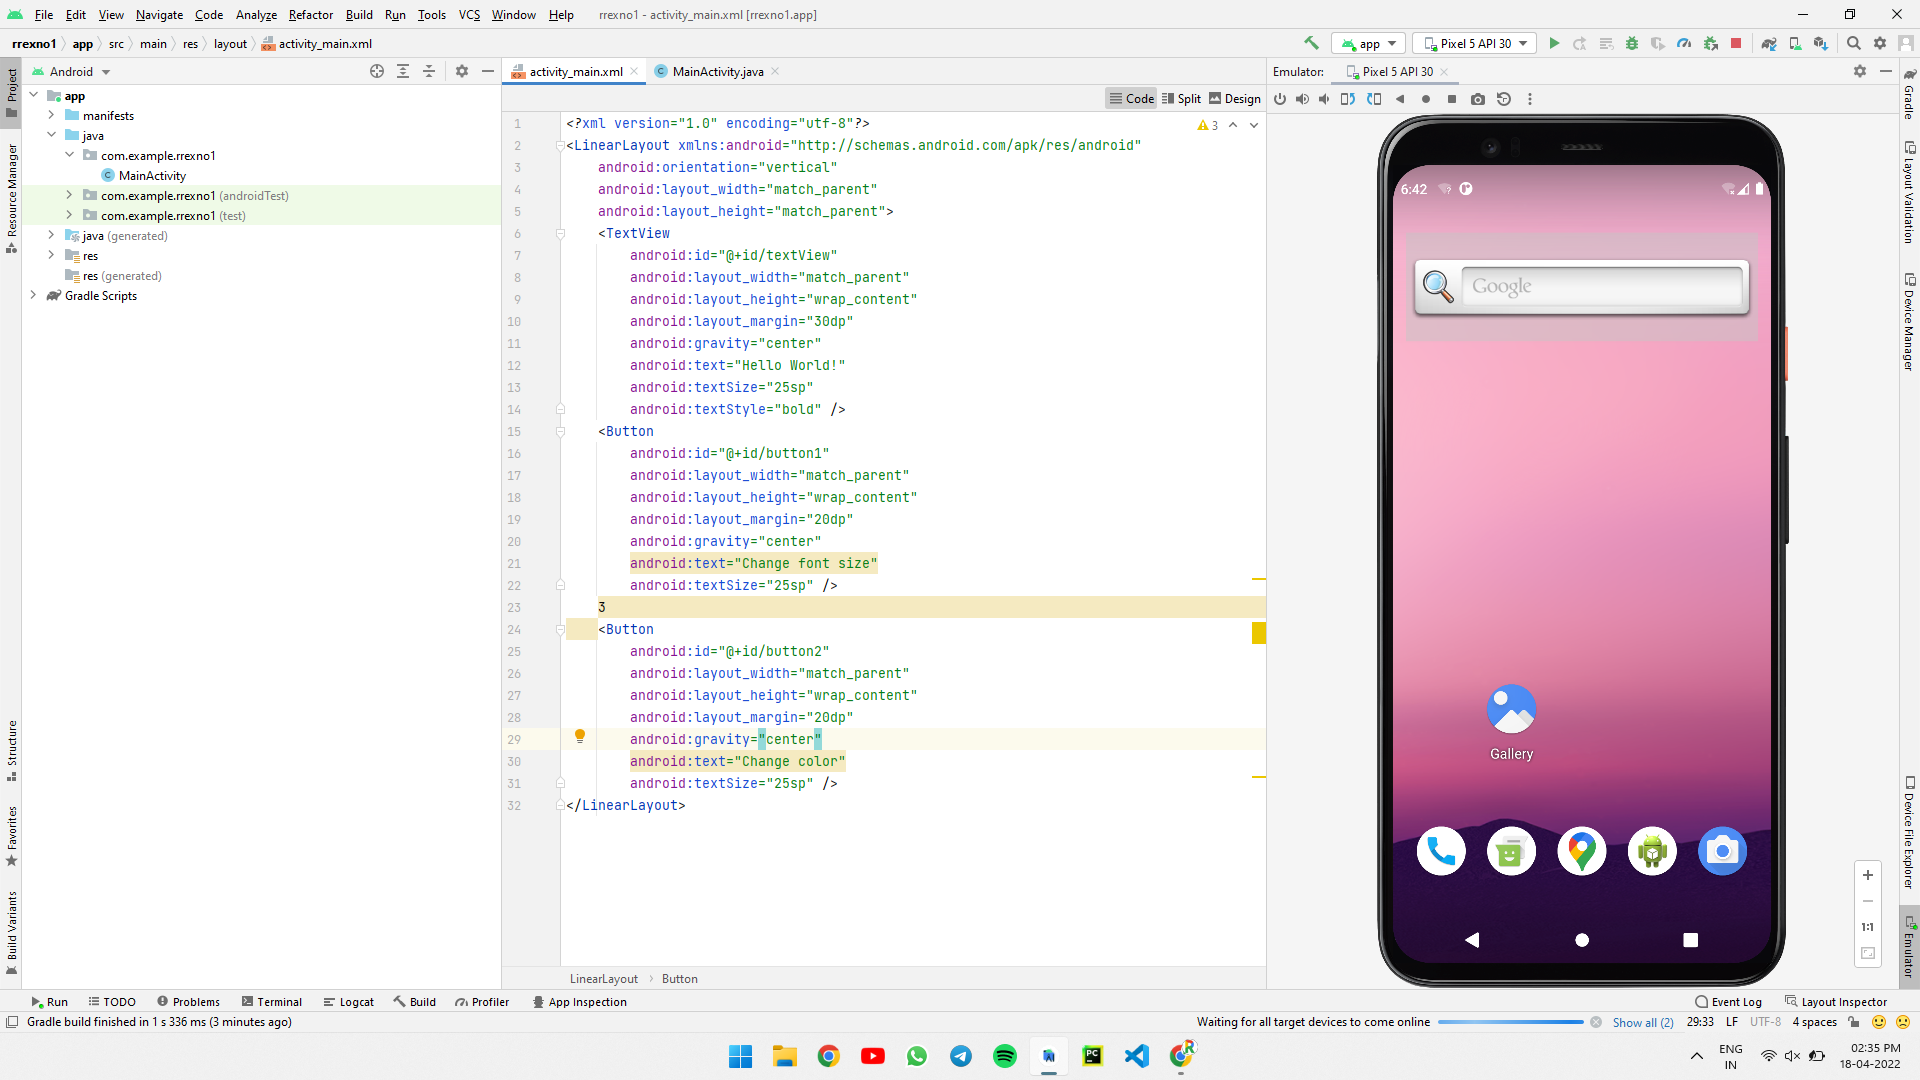 File Edit View Navigate Code Analyze Refactor Build Run Tools VCS Window Help rrexno1 - activity_main.xml [rrexno1.app]
rrexno1 app src main res layout activity_main.xml app Pixel 5 API 30
Android
activity_main.xml MainActivity.java
Emulator: Pixel 5 API 30
Code Split Design
Project
Resource Manager
Structure
Favorites
Build Variants
app
manifests
java
com.example.rrexno1
MainActivity
com.example.rrexno1 (androidTest)
com.example.rrexno1 (test)
java (generated)
res
res (generated)
Gradle Scripts
3
1 <?xml version="1.0" encoding="utf-8"?>
2 <LinearLayout xmlns:android="http://schemas.android.com/apk/res/android"
3 android:orientation="vertical"
4 android:layout_width="match_parent"
5 android:layout_height="match_parent">
6 <TextView
7 android:id="@+id/textView"
8 android:layout_width="match_parent"
9 android:layout_height="wrap_content"
10 android:layout_margin="30dp"
11 android:gravity="center"
12 android:text="Hello World!"
13 android:textSize="25sp"
14 android:textStyle="bold" />
15 <Button
16 android:id="@+id/button1"
17 android:layout_width="match_parent"
18 android:layout_height="wrap_content"
19 android:layout_margin="20dp"
20 android:gravity="center"
21 android:text="Change font size"
22 android:textSize="25sp" />
23 3
24 <Button
25 android:id="@+id/button2"
26 android:layout_width="match_parent"
27 android:layout_height="wrap_content"
28 android:layout_margin="20dp"
29 android:gravity="center"
30 android:text="Change color"
31 android:textSize="25sp" />
32 </LinearLayout>
LinearLayout Button
6:42
Google
Gallery
1:1
Gradle
Layout Validation
Device Manager
Device File Explorer
Emulator
Run TODO Problems Terminal Logcat Build Profiler App Inspection Event Log Layout Inspector
Gradle build finished in 1 s 336 ms (3 minutes ago) Waiting for all target devices to come online Show all (2) 29:33 LF UTF-8 4 spaces
ENG
IN
02:35 PM
18-04-2022